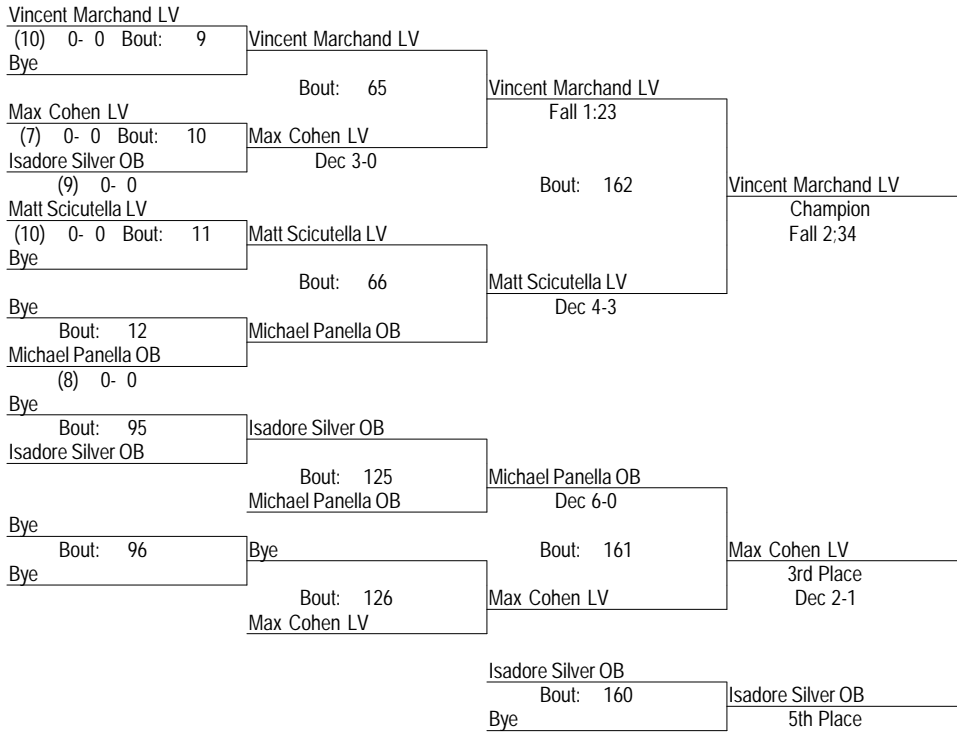 Vincent Marchand LV
(10) 0- 0 Bout: 9 Vincent Marchand LV
Bye
Bout: 65 Vincent Marchand LV
Max Cohen LV Fall 1:23
(7) 0- 0 Bout: 10 Max Cohen LV
Isadore Silver OB Dec 3-0
(9) 0- 0 Bout: 162 Vincent Marchand LV
Matt Scicutella LV Champion
(10) 0- 0 Bout: 11 Matt Scicutella LV Fall 2;34
Bye
Bout: 66 Matt Scicutella LV
Bye Dec 4-3
Bout: 12 Michael Panella OB
Michael Panella OB
(8) 0- 0
Bye
Bout: 95 Isadore Silver OB
Isadore Silver OB
Bout: 125 Michael Panella OB
Michael Panella OB Dec 6-0
Bye
Bout: 96 Bye Bout: 161 Max Cohen LV
Bye 3rd Place
Bout: 126 Max Cohen LV Dec 2-1
Max Cohen LV
Isadore Silver OB
Bout: 160 Isadore Silver OB
Bye 5th Place